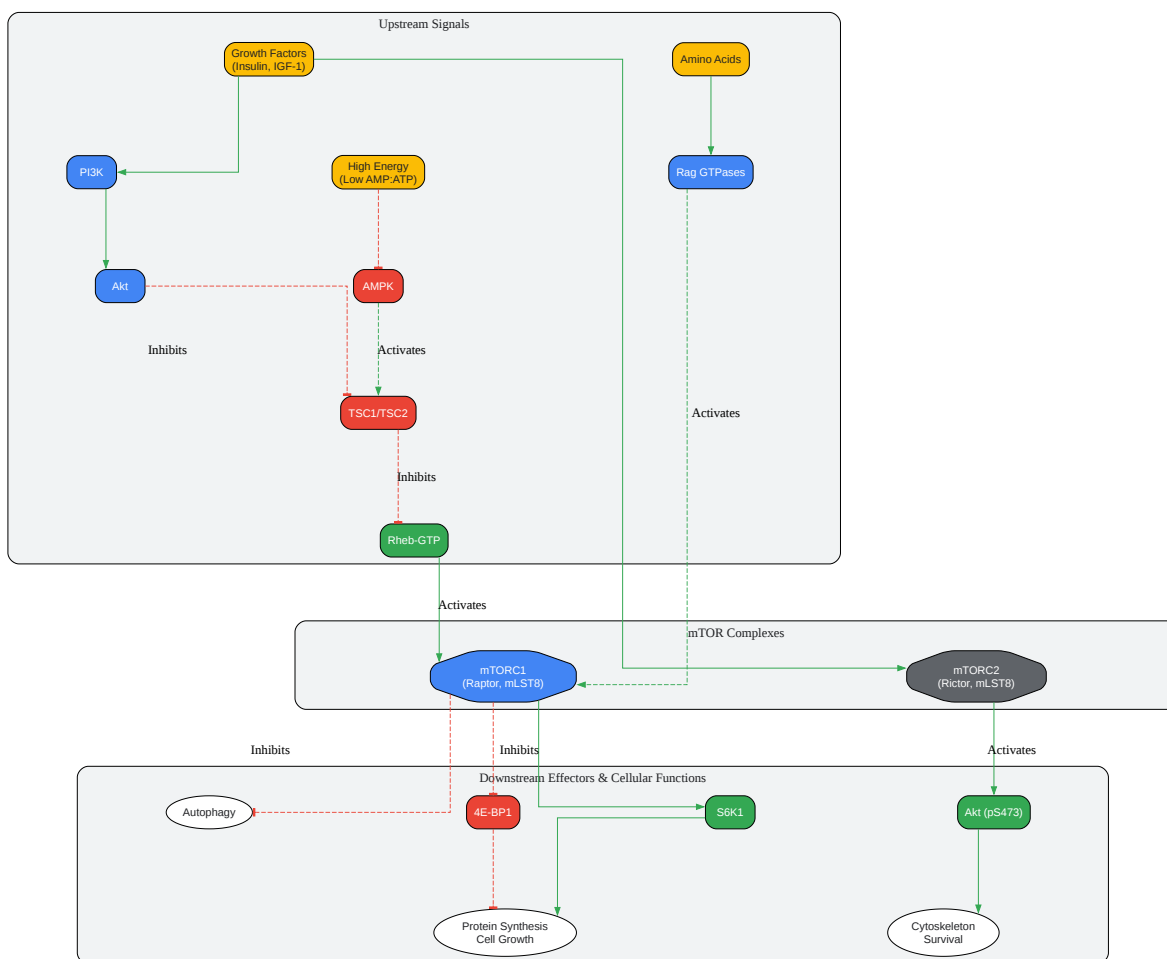 Upstream Signals
Growth Factors
(Insulin, IGF-1)
Amino Acids
PI3K
High Energy
(Low AMP:ATP)
Rag GTPases
Akt
AMPK
Inhibits
Activates
TSC1/TSC2
Activates
Inhibits
Rheb-GTP
Activates
mTOR Complexes
mTORC1
(Raptor, mLST8)
mTORC2
(Rictor, mLST8)
Inhibits
Inhibits
Activates
Downstream Effectors & Cellular Functions
Autophagy
4E-BP1
S6K1
Akt (pS473)
Protein Synthesis
Cell Growth
Cytoskeleton
Survival